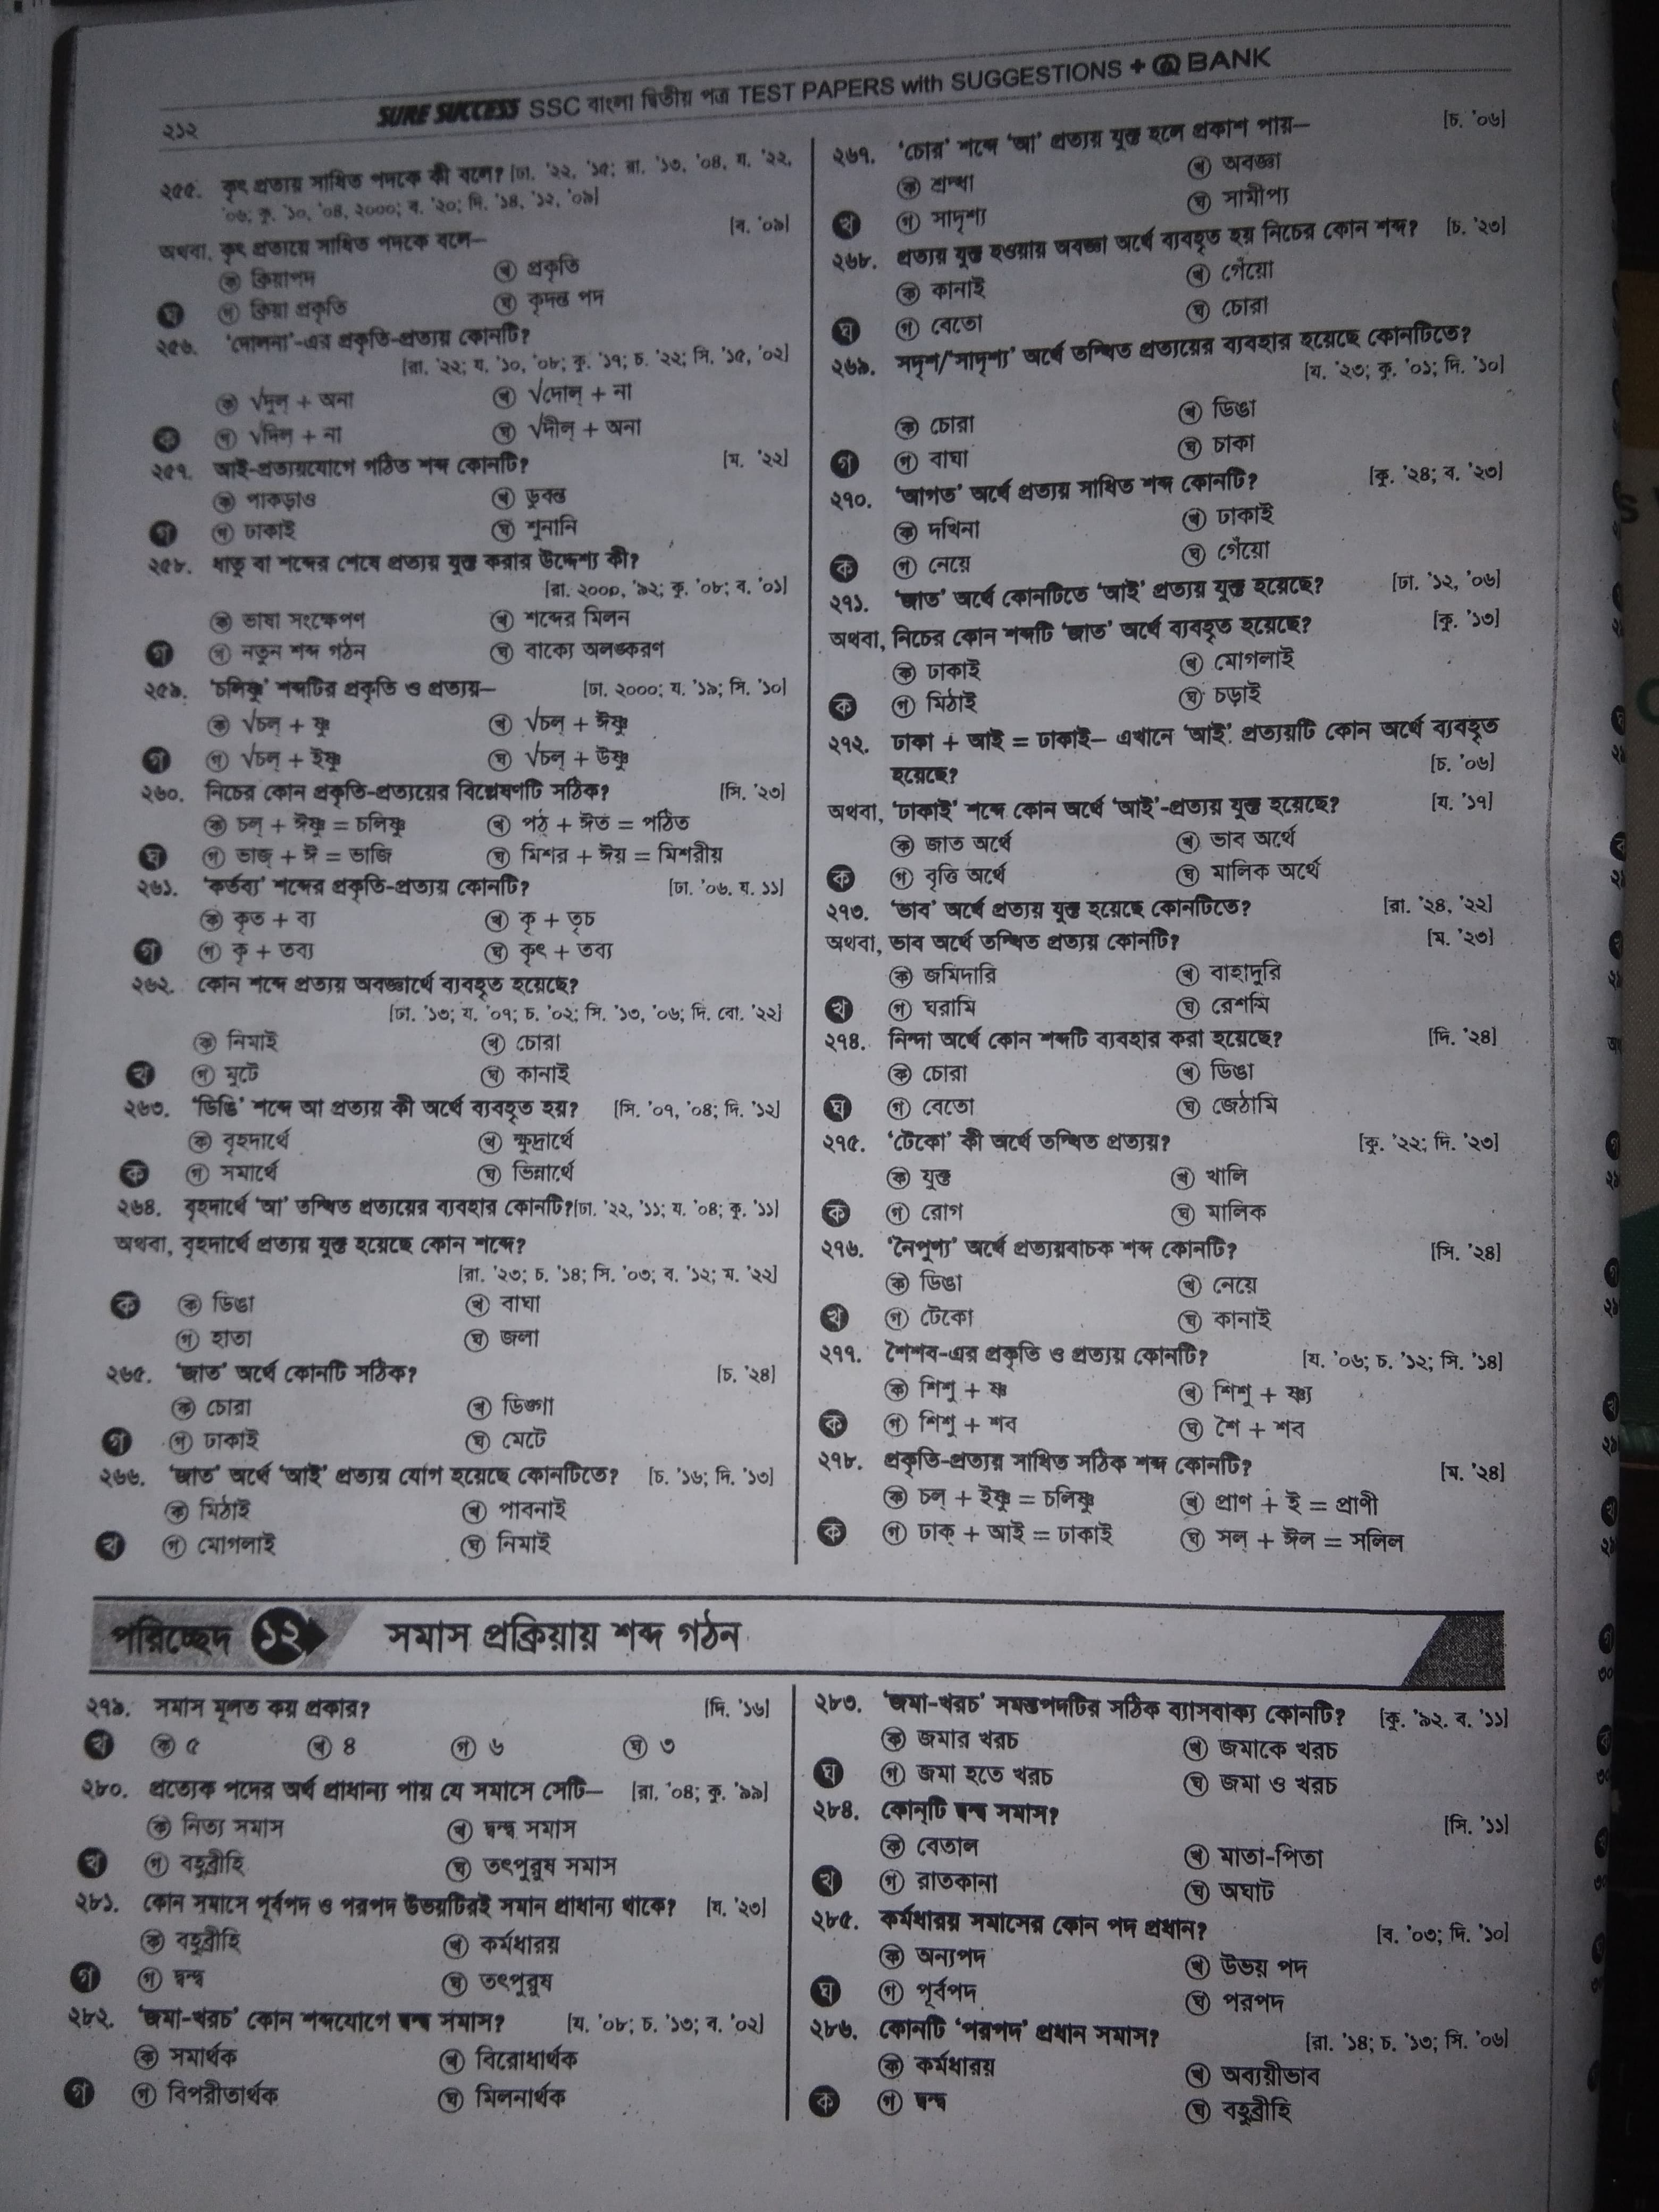 SURE SUCCESS SSC বাংলা দ্বিতীয় পত্র TEST PAPERS with SUGGESTIONS + Q BANK
২১২
২৫৫. কৃৎ প্রত্যয় সাধিত পদকে কী বলে? [ঢা. '২২, '১৫; রা. '১৩, '০৪, য. '২২,
'০৬; কু. '১০, '০৪, ২০০০; ব. '২০; দি. '১৪, '১২, '০৯]
অথবা, কৃৎ প্রত্যয়ে সাধিত পদকে বলে– [ব. '০৯]
ক ক্রিয়াপদ খ প্রকৃতি
ঘ গ ক্রিয়া প্রকৃতি ঘ কৃদন্ত পদ
২৫৬. 'দোলনা'-এর প্রকৃতি-প্রত্যয় কোনটি?
[রা. '২২; য. '১০, '০৮; কু. '১৭; চ. '২২; সি. '১৫, '০২]
ক √দুল্ + অনা খ √দোল্ + না
ক গ √দিল্ + না ঘ √দীল্ + অনা
২৫৭. আই-প্রত্যয়যোগে গঠিত শব্দ কোনটি? [ম. '২২]
ক পাকড়াও খ ডুবন্ত
গ গ ঢাকাই ঘ শুনানি
২৫৮. ধাতু বা শব্দের শেষে প্রত্যয় যুক্ত করার উদ্দেশ্য কী?
[রা. ২০০০, '৯২; কু. '০৮; ব. '০১]
ক ভাষা সংক্ষেপণ খ শব্দের মিলন
গ গ নতুন শব্দ গঠন ঘ বাক্যে অলঙ্করণ
২৫৯. 'চলিষ্ণু' শব্দটির প্রকৃতি ও প্রত্যয়– [ঢা. ২০০০; য. '১৯; সি. '১০]
ক √চল্ + ষ্ণু খ √চল্ + ঈষ্ণু
গ গ √চল্ + ইষ্ণু ঘ √চল্ + উষ্ণু
২৬০. নিচের কোন প্রকৃতি-প্রত্যয়ের বিশ্লেষণটি সঠিক? [সি. '২৩]
ক চল্ + ঈষ্ণু = চলিষ্ণু খ পঠ্ + ঈত = পঠিত
ঘ গ ভাজ্ + ঈ = ভাজি ঘ মিশর + ঈয় = মিশরীয়
২৬১. 'কর্তব্য' শব্দের প্রকৃতি-প্রত্যয় কোনটি? [ঢা. '০৬. য. ১১]
ক কৃত + ব্য খ কৃ + তৃচ
গ গ কৃ + তব্য ঘ কৃৎ + তব্য
২৬২. কোন শব্দে প্রত্যয় অবজ্ঞার্থে ব্যবহৃত হয়েছে?
[ঢা. '১৩; য. '০৭; চ. '০২; সি. '১৩, '০৬; দি. বো. '২২]
ক নিমাই খ চোরা
খ গ মুটে ঘ কানাই
২৬৩. 'ডিঙি' শব্দে আ প্রত্যয় কী অর্থে ব্যবহৃত হয়? [সি. '০৭, '০৪; দি. '১২]
ক বৃহদার্থে খ ক্ষুদ্রার্থে
ক গ সমার্থে ঘ ভিন্নার্থে
২৬৪. বৃহদার্থে 'আ' তদ্ধিত প্রত্যয়ের ব্যবহার কোনটি? [ঢা. '২২, '১১; য. '০৪; কু. '১১]
অথবা, বৃহদার্থে প্রত্যয় যুক্ত হয়েছে কোন শব্দে?
[রা. '২৩; চ. '১৪; সি. '০৩; ব. '১২; ম. '২২]
ক ক ডিঙা খ বাঘা
গ হাতা ঘ জলা
২৬৫. 'জাত' অর্থে কোনটি সঠিক? [চ. '২৪]
ক চোরা খ ডিঙ্গা
গ গ ঢাকাই ঘ মেটে
২৬৬. 'জাত' অর্থে 'আই' প্রত্যয় যোগ হয়েছে কোনটিতে? [চ. '১৬; দি. '১৩]
ক মিঠাই খ পাবনাই
খ গ মোগলাই ঘ নিমাই
২৬৭. 'চোর' শব্দে 'আ' প্রত্যয় যুক্ত হলে প্রকাশ পায়– [চ. '০৬]
ক শ্রদ্ধা খ অবজ্ঞা
খ গ সাদৃশ্য ঘ সামীপ্য
২৬৮. প্রত্যয় যুক্ত হওয়ায় অবজ্ঞা অর্থে ব্যবহৃত হয় নিচের কোন শব্দ? [চ. '২৩]
ক কানাই খ গেঁয়ো
ঘ গ বেতো ঘ চোরা
২৬৯. সদৃশ/'সাদৃশ্য' অর্থে তদ্ধিত প্রত্যয়ের ব্যবহার হয়েছে কোনটিতে?
[য. '২৩; কু. '০১; দি. '১০]
ক চোরা খ ডিঙা
গ গ বাঘা ঘ চাকা
২৭০. 'আগত' অর্থে প্রত্যয় সাধিত শব্দ কোনটি? [কু. '২৪; ব. '২৩]
ক দখিনা খ ঢাকাই
ক গ নেয়ে ঘ গেঁয়ো
২৭১. 'জাত' অর্থে কোনটিতে 'আই' প্রত্যয় যুক্ত হয়েছে? [ঢা. '১২, '০৬]
অথবা, নিচের কোন শব্দটি 'জাত' অর্থে ব্যবহৃত হয়েছে? [কু. '১৩]
ক ঢাকাই খ মোগলাই
ক গ মিঠাই ঘ চড়াই
২৭২. ঢাকা + আই = ঢাকাই– এখানে 'আই' প্রত্যয়টি কোন অর্থে ব্যবহৃত
হয়েছে? [চ. '০৬]
অথবা, 'ঢাকাই' শব্দে কোন অর্থে 'আই'-প্রত্যয় যুক্ত হয়েছে? [য. '১৭]
ক জাত অর্থে খ ভাব অর্থে
ক গ বৃত্তি অর্থে ঘ মালিক অর্থে
২৭৩. 'ভাব' অর্থে প্রত্যয় যুক্ত হয়েছে কোনটিতে? [রা. '২৪, '২২]
অথবা, ভাব অর্থে তদ্ধিত প্রত্যয় কোনটি? [ম. '২৩]
ক জমিদারি খ বাহাদুরি
খ গ ঘরামি ঘ রেশমি
২৭৪. নিন্দা অর্থে কোন শব্দটি ব্যবহার করা হয়েছে? [দি. '২৪]
ক চোরা খ ডিঙা
ঘ গ বেতো ঘ জেঠামি
২৭৫. 'টেকো' কী অর্থে তদ্ধিত প্রত্যয়? [কু. '২২; দি. '২৩]
ক যুক্ত খ খালি
ক গ রোগ ঘ মালিক
২৭৬. 'নৈপুণ্য' অর্থে প্রত্যয়বাচক শব্দ কোনটি? [সি. '২৪]
ক ডিঙা খ নেয়ে
খ গ টেকো ঘ কানাই
২৭৭. শৈশব-এর প্রকৃতি ও প্রত্যয় কোনটি? [য. '০৬; চ. '১২; সি. '১৪]
ক শিশু + ষ্ণ খ শিশু + ষ্ণ্য
ক গ শিশু + শব ঘ শৈ + শব
২৭৮. প্রকৃতি-প্রত্যয় সাধিত সঠিক শব্দ কোনটি? [ম. '২৪]
ক চল্ + ইষ্ণু = চলিষ্ণু খ প্রাণ + ই = প্রাণী
ক গ ঢাক্ + আই = ঢাকাই ঘ সল্ + ঈল = সলিল
পরিচ্ছেদ ১২ সমাস প্রক্রিয়ায় শব্দ গঠন
২৭৯. সমাস মূলত কয় প্রকার? [দি. '১৬]
খ ক ৫ খ ৪ গ ৬ ঘ ৩
২৮০. প্রত্যেক পদের অর্থ প্রাধান্য পায় যে সমাসে সেটি– [রা. '০৪; কু. '৯৯]
ক নিত্য সমাস খ দ্বন্দ্ব সমাস
খ গ বহুব্রীহি ঘ তৎপুরুষ সমাস
২৮১. কোন সমাসে পূর্বপদ ও পরপদ উভয়টিরই সমান প্রাধান্য থাকে? [য. '২৩]
ক বহুব্রীহি খ কর্মধারয়
গ গ দ্বন্দ্ব ঘ তৎপুরুষ
২৮২. 'জমা-খরচ' কোন শব্দযোগে দ্বন্দ্ব সমাস? [য. '০৮; চ. '১৩; ব. '০২]
ক সমার্থক খ বিরোধার্থক
গ গ বিপরীতার্থক ঘ মিলনার্থক
২৮৩. 'জমা-খরচ' সমস্তপদটির সঠিক ব্যাসবাক্য কোনটি? [কু. '৯২. ব. '১১]
ক জমার খরচ খ জমাকে খরচ
ঘ গ জমা হতে খরচ ঘ জমা ও খরচ
২৮৪. কোন্‌টি দ্বন্দ্ব সমাস? [সি. '১১]
ক বেতাল খ মাতা-পিতা
খ গ রাতকানা ঘ অঘাট
২৮৫. কর্মধারয় সমাসের কোন পদ প্রধান? [ব. '০৩; দি. '১০]
ক অন্যপদ খ উভয় পদ
ঘ গ পূর্বপদ ঘ পরপদ
২৮৬. কোনটি 'পরপদ' প্রধান সমাস? [রা. '১৪; চ. '১৩; সি. '০৬]
ক কর্মধারয় খ অব্যয়ীভাব
ক গ দ্বন্দ্ব ঘ বহুব্রীহি